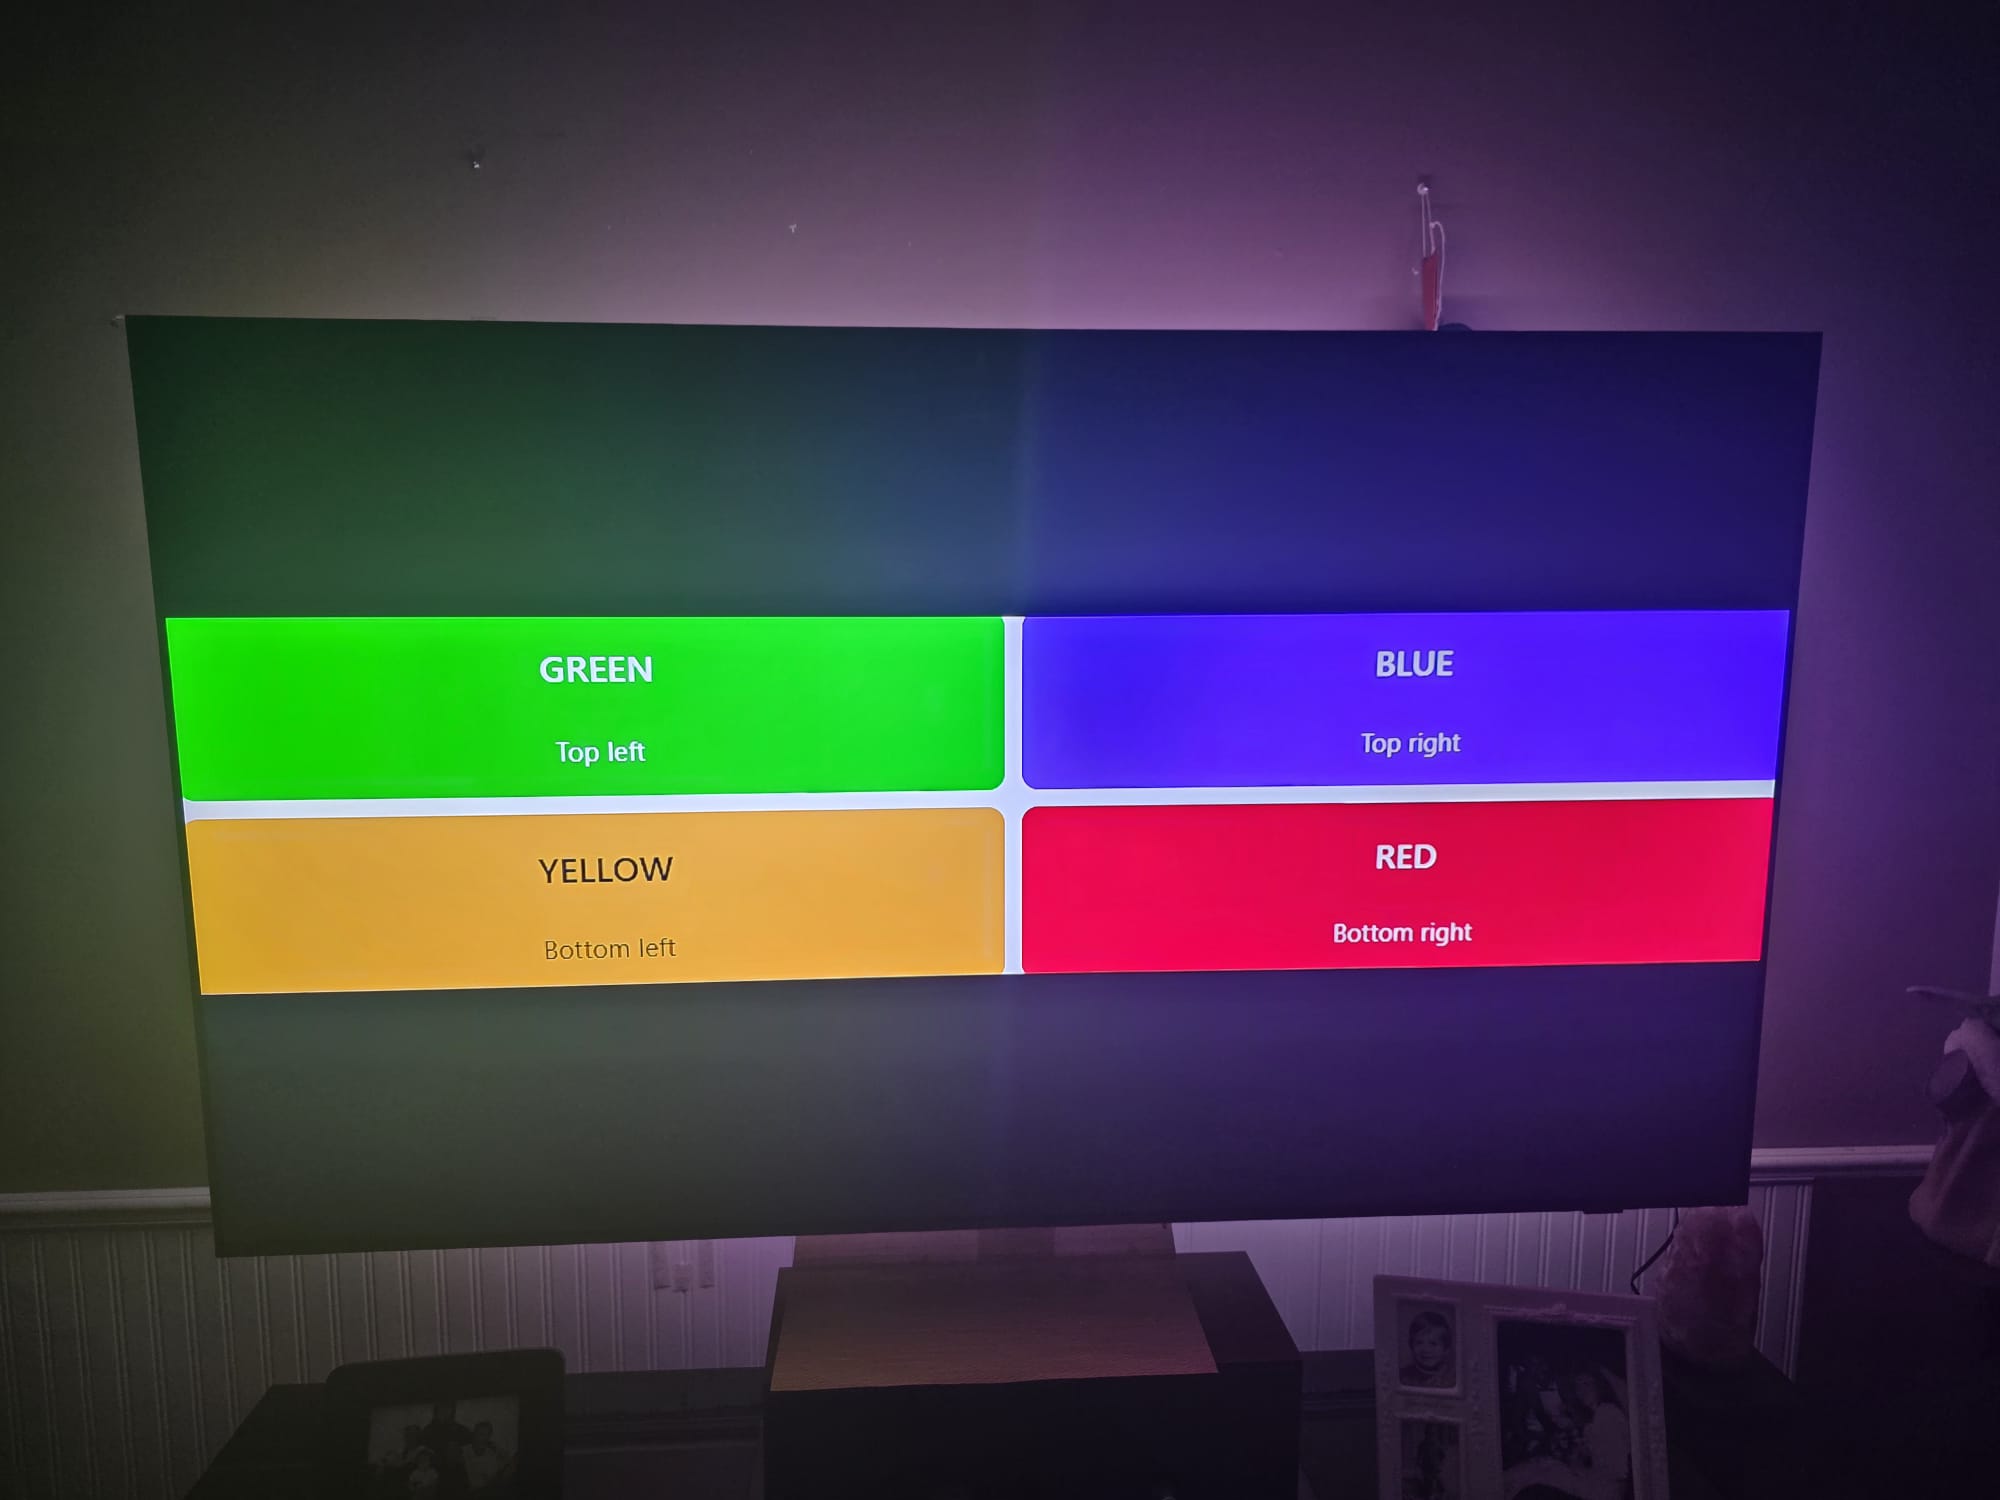 GREEN
Top left
BLUE
Top right
YELLOW
Bottom left
RED
Bottom right